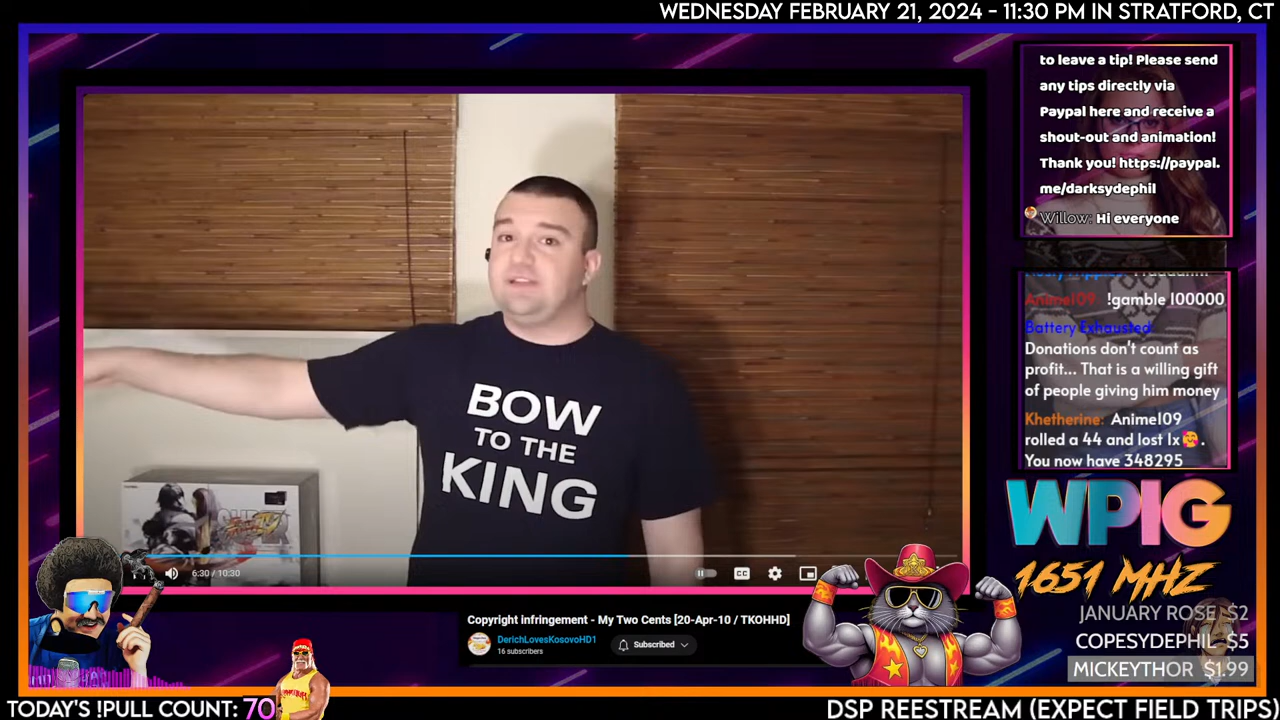 WEDNESDAY FEBRUARY 21, 2024 - 11:30 PM IN STRATFORD, CT
to leave a tip! Please send
any tips directly via
Paypal here and receive a
shout-out and animation!
Thank you! https://paypal.
me/darksydephil
Willow: Hi everyone
Anime109: !gamble 100000
Battery Exhausted:
Donations don't count as
profit... That is a willing gift
of people giving him money
Khetherine: Anime109
rolled a 44 and lost 1x🥰.
You now have 348295
BOW
TO THE
KING
6:30 / 10:30
CC
Copyright infringement - My Two Cents [20-Apr-10 / TKOHHD]
DerichLovesKosovoHD1
16 subscribers
Subscribed
WPIG
1651 MHZ
JANUARY ROSE $2
COPESYDEPHIL $5
MICKEYTHOR $1.99
TODAY'S !PULL COUNT: 70
DSP REESTREAM (EXPECT FIELD TRIPS)